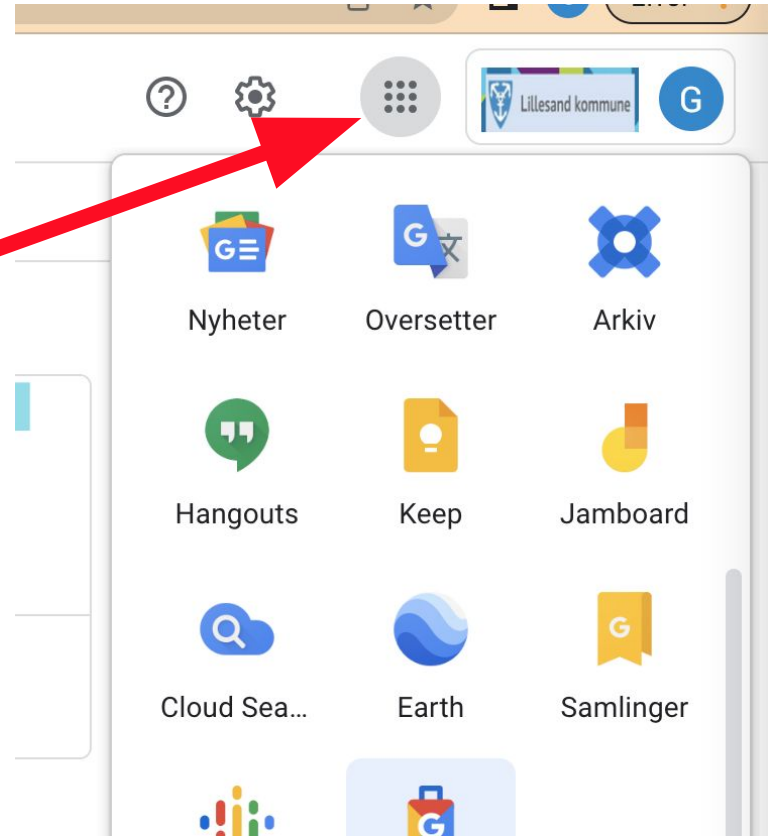 Lillesand kommune
G
Nyheter Oversetter Arkiv
Hangouts Keep Jamboard
Cloud Sea... Earth Samlinger